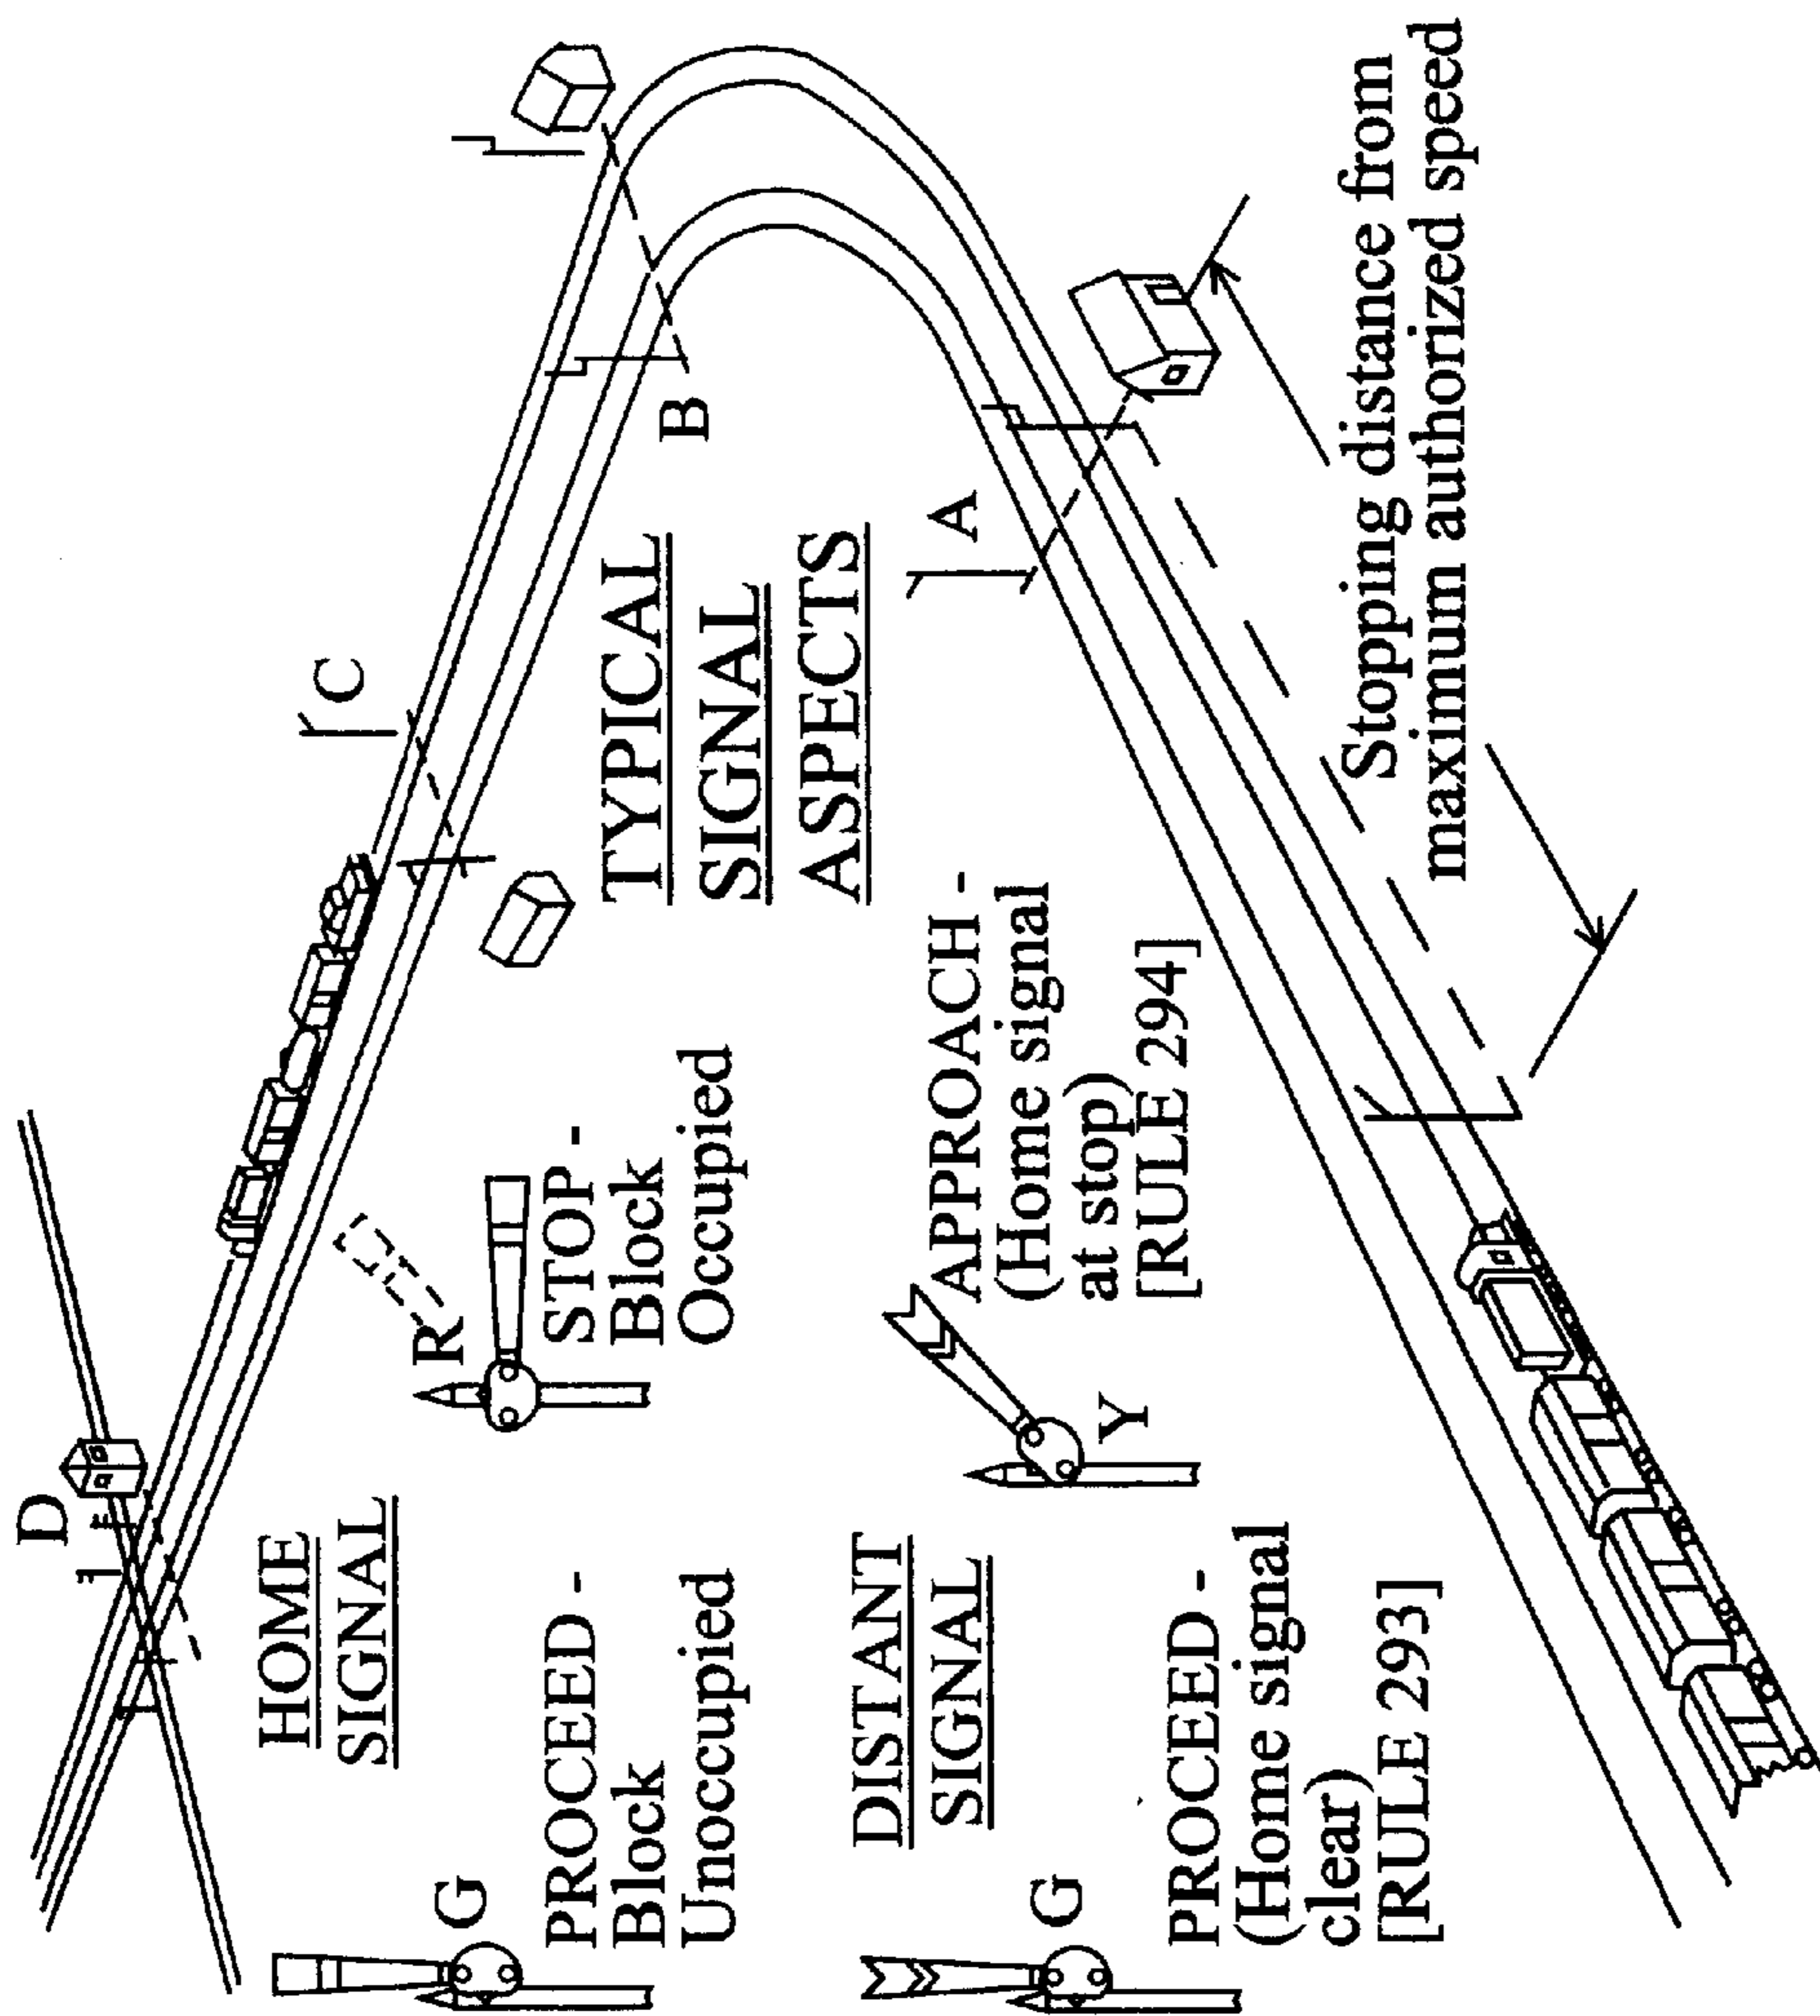 D
C
B
A
HOME
SIGNAL
G
PROCEED -
Block
Unoccupied
R
STOP -
Block
Occupied
TYPICAL
SIGNAL
ASPECTS
DISTANT
SIGNAL
G
PROCEED -
(Home signal
clear)
[RULE 293]
Y
APPROACH -
(Home signal
at stop)
[RULE 294]
Stopping distance from
maximum authorized speed